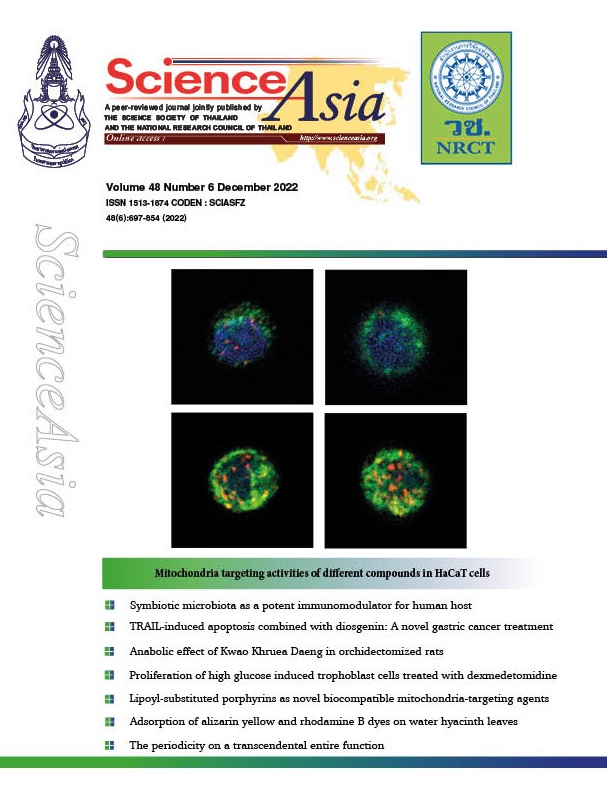 ScienceAsia
A peer-reviewed journal jointly published by
THE SCIENCE SOCIETY OF THAILAND
AND THE NATIONAL RESEARCH COUNCIL OF THAILAND
Online access : http://www.scienceasia.org
วช.
NRCT
Volume 48 Number 6 December 2022
ISSN 1513-1874 CODEN : SCIASFZ
48(6):697-854 (2022)
ScienceAsia
Mitochondria targeting activities of different compounds in HaCaT cells
Symbiotic microbiota as a potent immunomodulator for human host
TRAIL-induced apoptosis combined with diosgenin: A novel gastric cancer treatment
Anabolic effect of Kwao Khruea Daeng in orchidectomized rats
Proliferation of high glucose induced trophoblast cells treated with dexmedetomidine
Lipoyl-substituted porphyrins as novel biocompatible mitochondria-targeting agents
Adsorption of alizarin yellow and rhodamine B dyes on water hyacinth leaves
The periodicity on a transcendental entire function